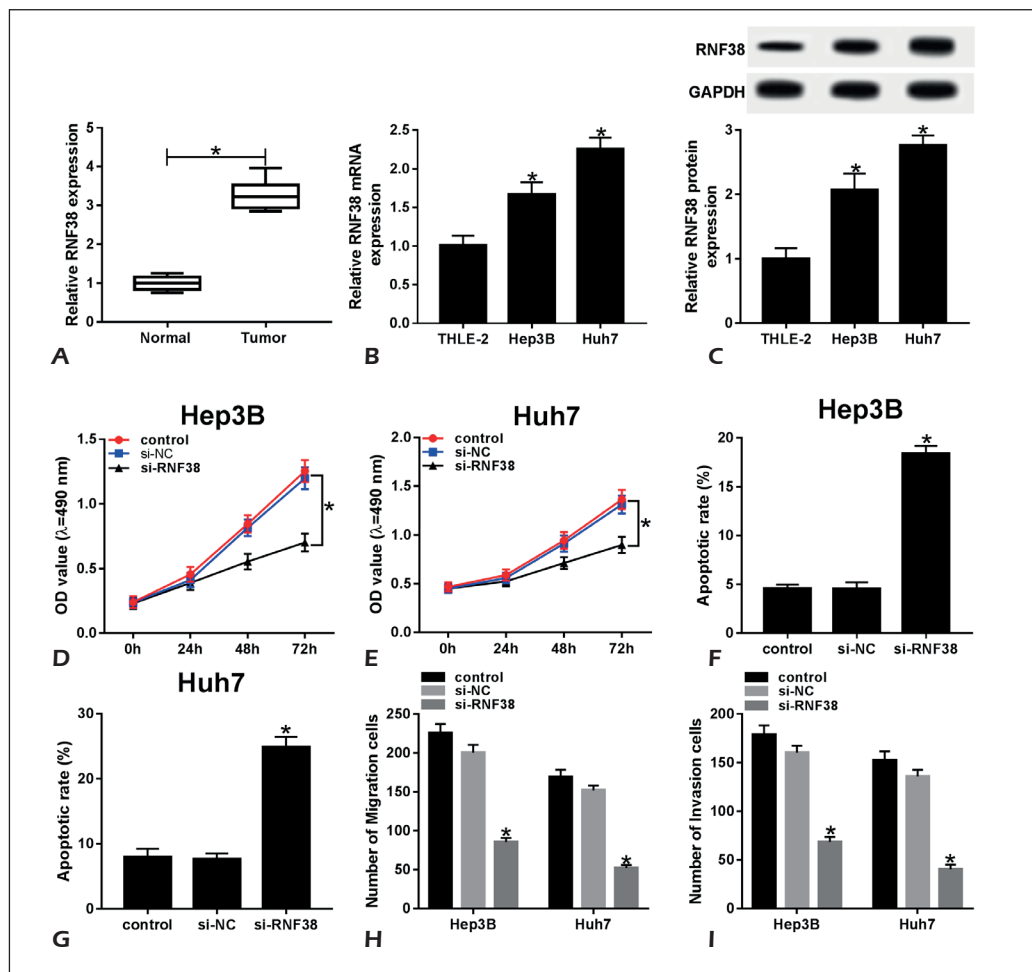 RNF38
GAPDH
Relative RNF38 expression
5
4
3
2
1
0
*
Normal
Tumor
A
Relative RNF38 mRNA
expression
2.5
2.0
1.5
1.0
0.5
0.0
*
*
THLE-2
Hep3B
Huh7
B
Relative RNF38 protein
expression
3
2
1
0
*
*
THLE-2
Hep3B
Huh7
C
Hep3B
control
si-NC
si-RNF38
OD value (λ=490 nm)
1.5
1.0
0.5
0.0
*
0h
24h
48h
72h
D
Huh7
control
si-NC
si-RNF38
OD value (λ=490 nm)
2.0
1.5
1.0
0.5
0.0
*
0h
24h
48h
72h
E
Hep3B
Apoptotic rate (%)
20
15
10
5
0
*
control
si-NC
si-RNF38
F
Huh7
Apoptotic rate (%)
30
20
10
0
*
control
si-NC
si-RNF38
G
control
si-NC
si-RNF38
Number of Migration cells
250
200
150
100
50
0
*
*
Hep3B
Huh7
H
control
si-NC
si-RNF38
Number of Invasion cells
200
150
100
50
0
*
*
Hep3B
Huh7
I